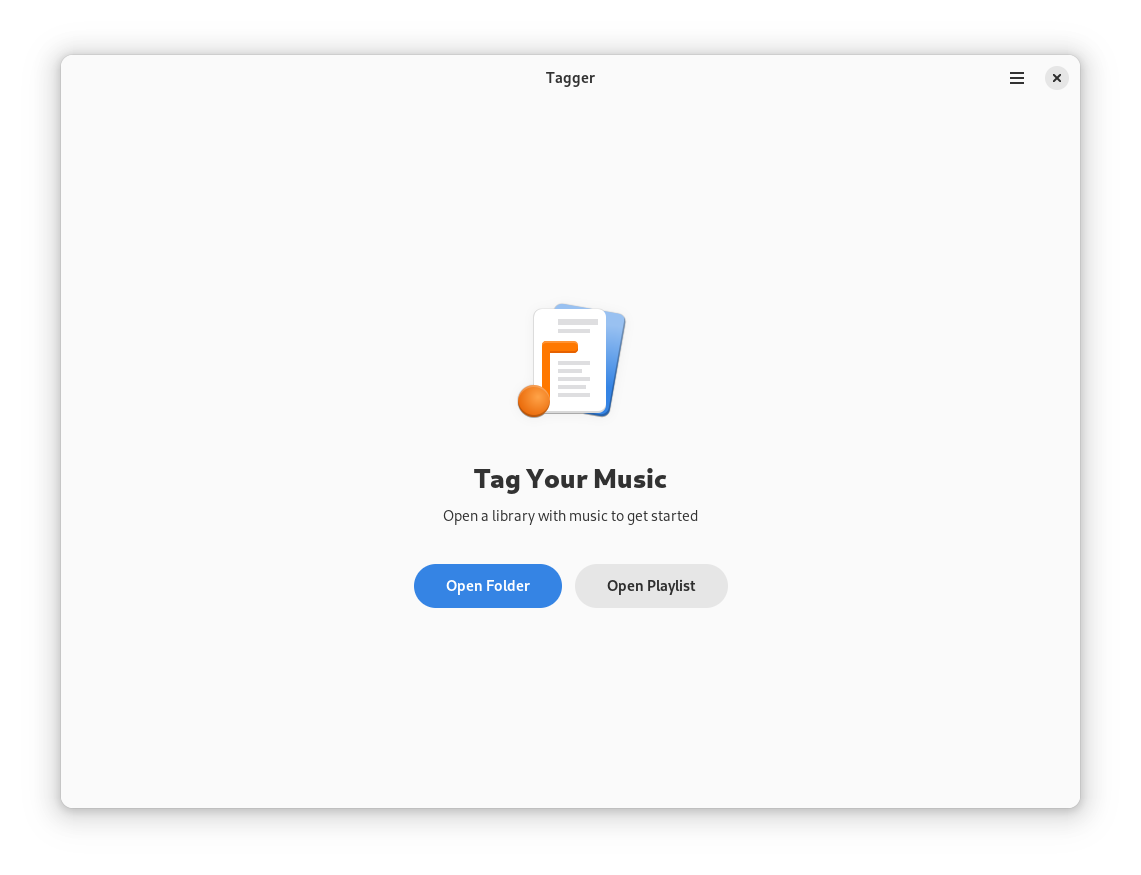 Tagger
Tag Your Music
Open a library with music to get started
Open Folder
Open Playlist